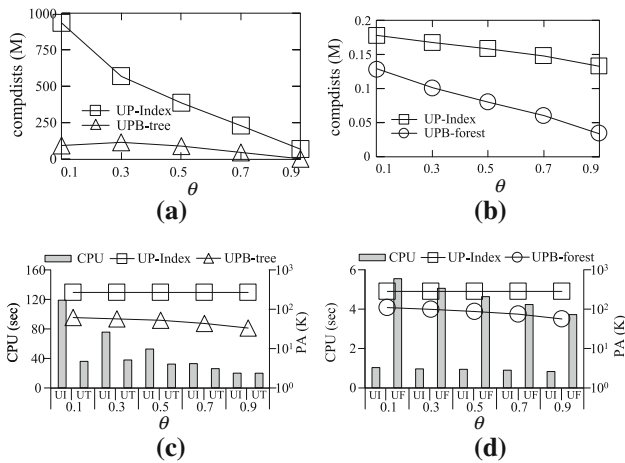 compdists (M)
1000
750
500
250
0
UP-Index
UPB-tree
0.1 0.3 0.5 0.7 0.9
θ
(a)
compdists (M)
0.2
0.15
0.1
0.05
0
UP-Index
UPB-forest
0.1 0.3 0.5 0.7 0.9
θ
(b)
CPU UP-Index UPB-tree
CPU (sec)
160
120
80
40
0
PA (K)
10³
10²
10¹
10⁰
UI UT UI UT UI UT UI UT UI UT
0.1 0.3 0.5 0.7 0.9
θ
(c)
CPU UP-Index UPB-forest
CPU (sec)
6
4
2
0
PA (K)
10³
10²
10¹
10⁰
UI UF UI UF UI UF UI UF UI UF
0.1 0.3 0.5 0.7 0.9
θ
(d)